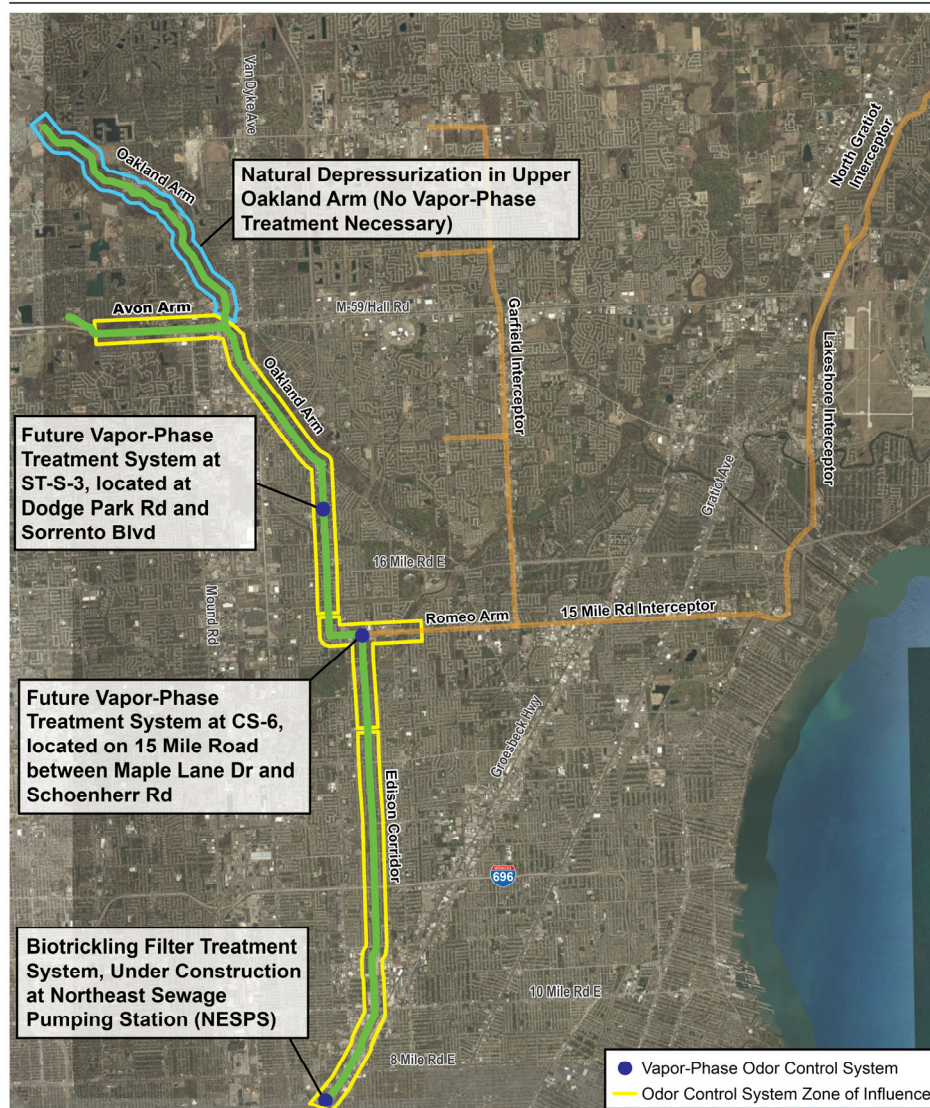 Van Dyke Ave
North Gratiot
Interceptor
Oakland Arm
Natural Depressurization in Upper
Oakland Arm (No Vapor-Phase
Treatment Necessary)
Avon Arm
M-59/Hall Rd
Garfield Interceptor
Lakeshore Interceptor
Oakland Arm
Future Vapor-Phase
Treatment System at
ST-S-3, located at
Dodge Park Rd and
Sorrento Blvd
Gratiot Ave
16 Mile Rd E
Mound Rd
Romeo Arm
15 Mile Rd Interceptor
Future Vapor-Phase
Treatment System at CS-6,
located on 15 Mile Road
between Maple Lane Dr and
Schoenherr Rd
Groesbeck Hwy
Edison Corridor
696
Biotrickling Filter Treatment
System, Under Construction
at Northeast Sewage
Pumping Station (NESPS)
10 Mile Rd E
8 Mile Rd E
Vapor-Phase Odor Control System
Odor Control System Zone of Influence